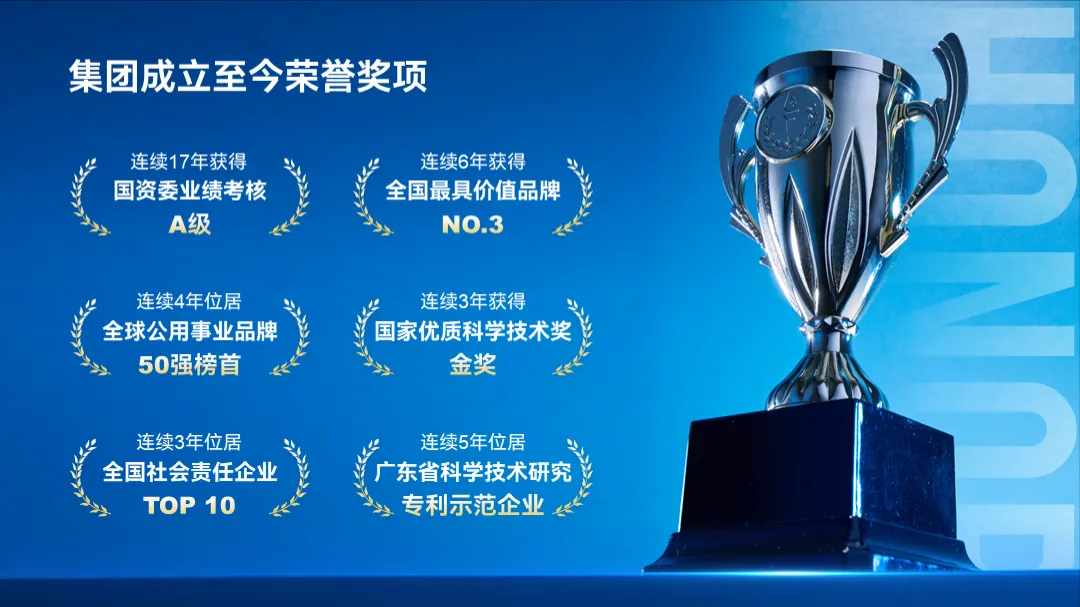 集团成立至今荣誉奖项
连续17年获得
国资委业绩考核
A级
连续6年获得
全国最具价值品牌
NO.3
连续4年位居
全球公用事业品牌
50强榜首
连续3年获得
国家优质科学技术奖
金奖
连续3年位居
全国社会责任企业
TOP 10
连续5年位居
广东省科学技术研究
专利示范企业
HONOR